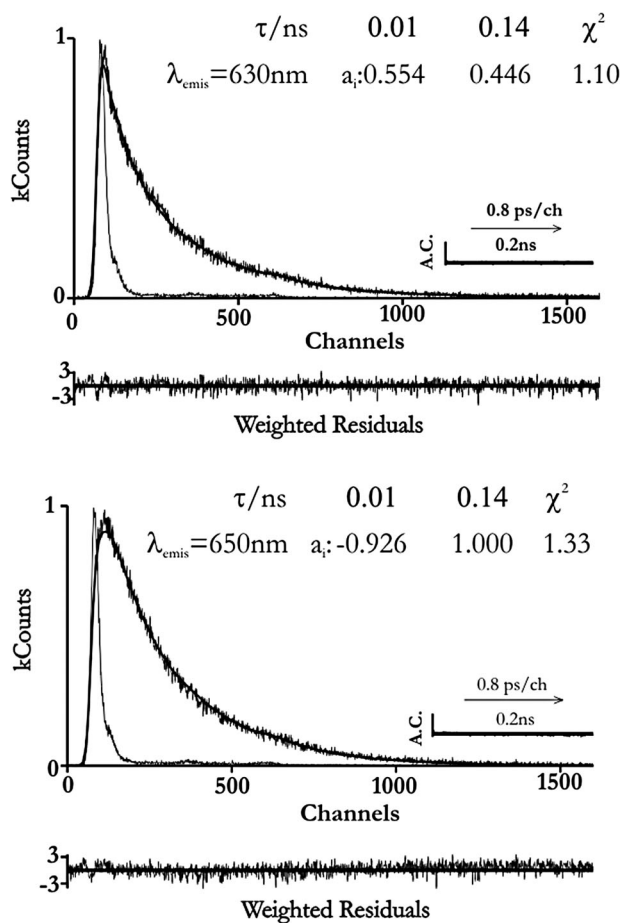 τ/ns 0.01 0.14 χ²
λemis=630nm ai:0.554 0.446 1.10
1
kCounts
0.8 ps/ch
A.C.
0.2ns
0
0 500 1000 1500
Channels
3
-3
Weighted Residuals
τ/ns 0.01 0.14 χ²
1
λemis=650nm ai:-0.926 1.000 1.33
kCounts
0.8 ps/ch
A.C.
0.2ns
0
0 500 1000 1500
Channels
3
-3
Weighted Residuals